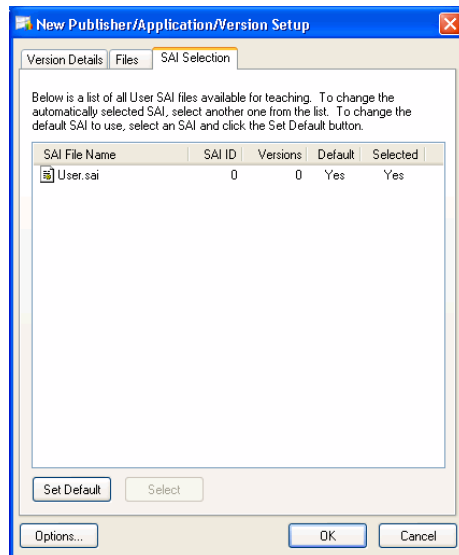 New Publisher/Application/Version Setup
Version Details Files SAI Selection
Below is a list of all User SAI files available for teaching. To change the
automatically selected SAI, select another one from the list. To change the
default SAI to use, select an SAI and click the Set Default button.
SAI File Name SAI ID Versions Default Selected
User.sai 0 0 Yes Yes
Set Default Select
Options... OK Cancel